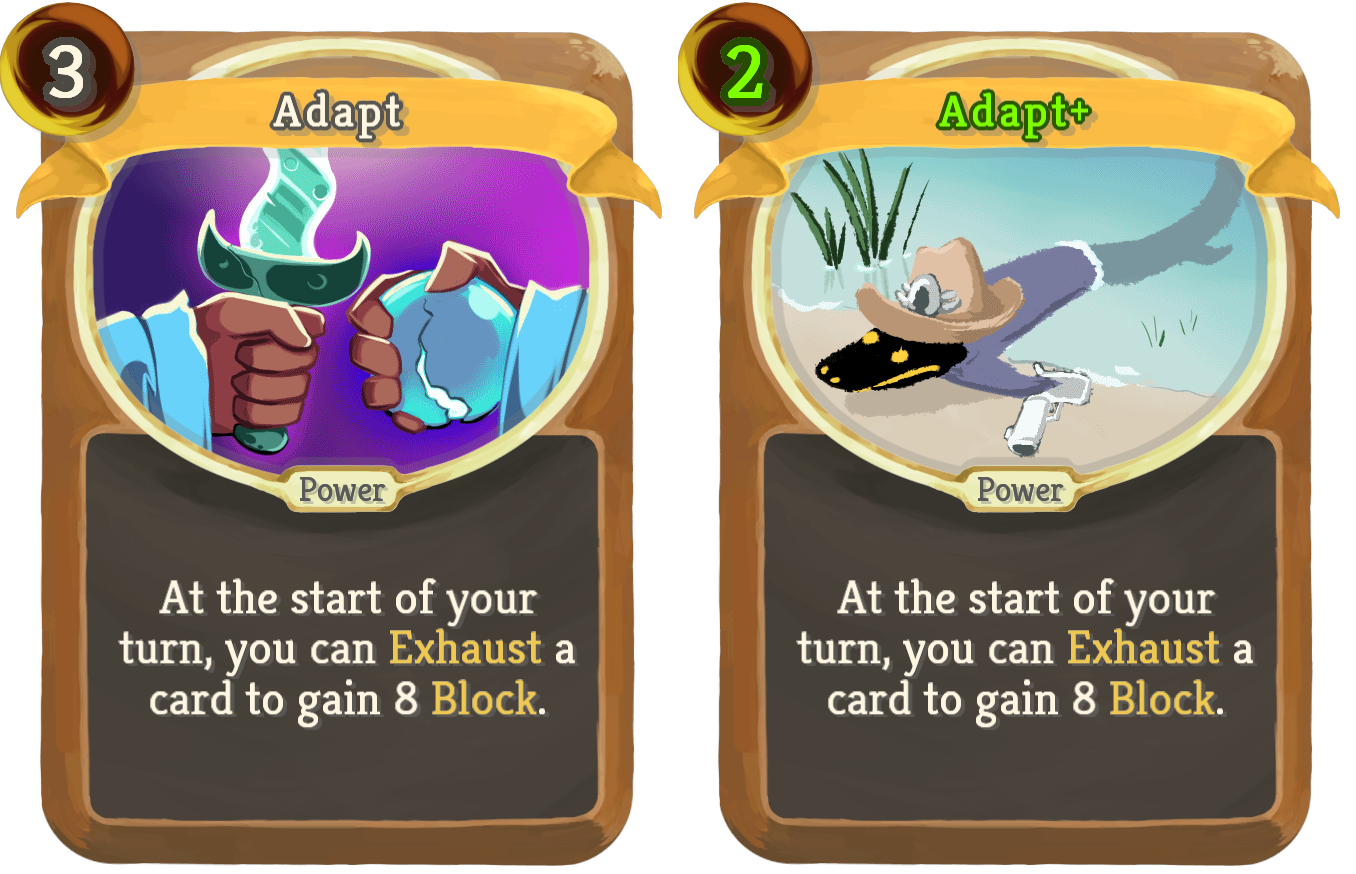 3
Adapt
Power
At the start of your
turn, you can Exhaust a
card to gain 8 Block.
2
Adapt+
Power
At the start of your
turn, you can Exhaust a
card to gain 8 Block.